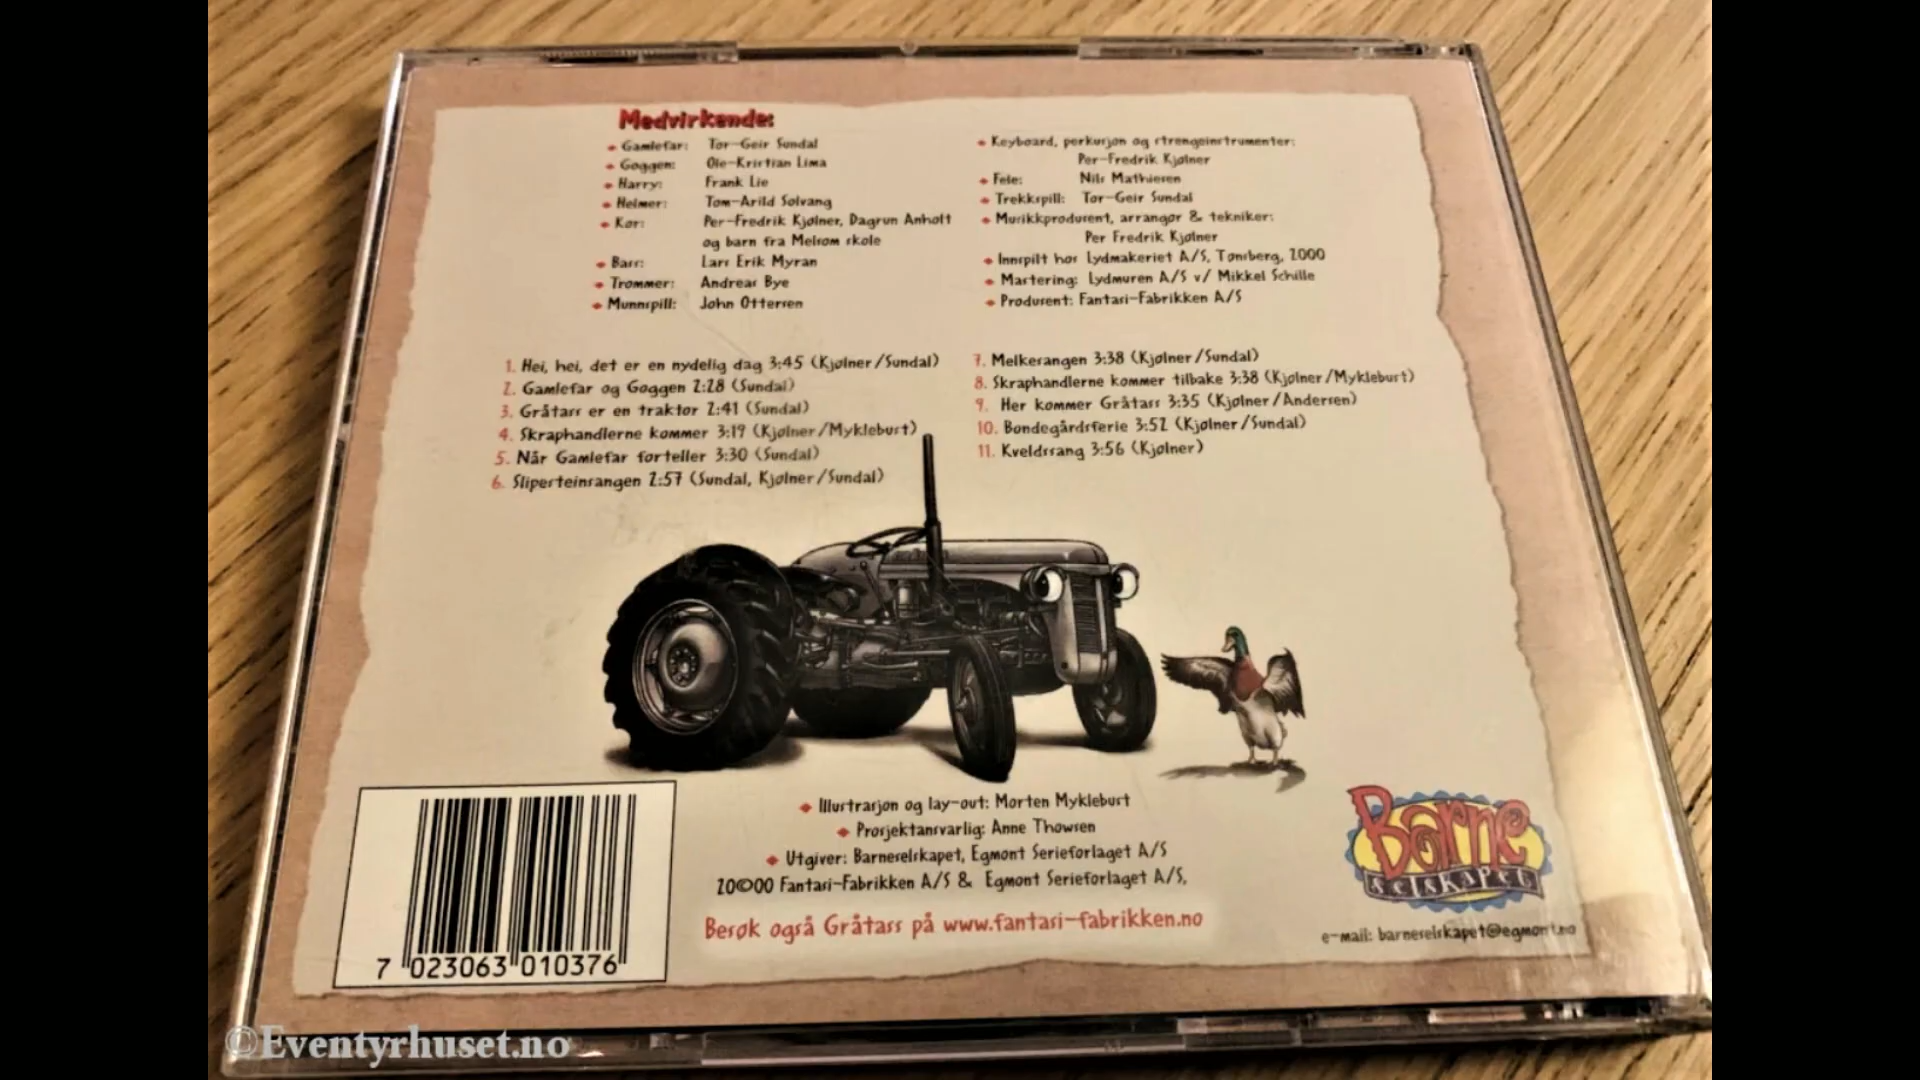 Medvirkende:
Gamlefar: Tor-Geir Sundal
Goggen: Ole-Kristian Lima
Harry: Frank Lie
Helmer: Tom-Arild Solvang
Kor: Per-Fredrik Kjølner, Dagrun Anholt
og barn fra Melsom skole
Bass: Lars Erik Myran
Trommer: Andreas Bye
Munnspill: John Ottersen
Keyboard, perkusjon og strengeinstrumenter:
Per-Fredrik Kjølner
Fele: Nils Mathiesen
Trekkspill: Tor-Geir Sundal
Musikkprodusent, arrangør & tekniker:
Per Fredrik Kjølner
Innspilt hos Lydmakeriet A/S, Tønsberg, 2000
Mastering: Lydmuren A/S v/ Mikkel Schille
Produsent: Fantasi-Fabrikken A/S
1. Hei, hei, det er en nydelig dag 3:45 (Kjølner/Sundal)
2. Gamlefar og Goggen 2:28 (Sundal)
3. Gråtass er en traktor 2:41 (Sundal)
4. Skraphandlerne kommer 3:19 (Kjølner/Myklebust)
5. Når Gamlefar forteller 3:30 (Sundal)
6. Slipesteinsangen 2:57 (Sundal, Kjølner/Sundal)
7. Melkesangen 3:38 (Kjølner/Sundal)
8. Skraphandlerne kommer tilbake 3:38 (Kjølner/Myklebust)
9. Her kommer Gråtass 3:35 (Kjølner/Andersen)
10. Bondegårdsferie 3:52 (Kjølner/Sundal)
11. Kveldssang 3:56 (Kjølner)
Illustrasjon og lay-out: Morten Myklebust
Prosjektansvarlig: Anne Thowsen
Utgiver: Barneselskapet, Egmont Serieforlaget A/S
20©00 Fantasi-Fabrikken A/S & Egmont Serieforlaget A/S,
Besøk også Gråtass på www.fantasi-fabrikken.no
Barne
selskapet
e-mail: barneselskapet@egmont.no
7 023063 010376
©Eventyrhuset.no